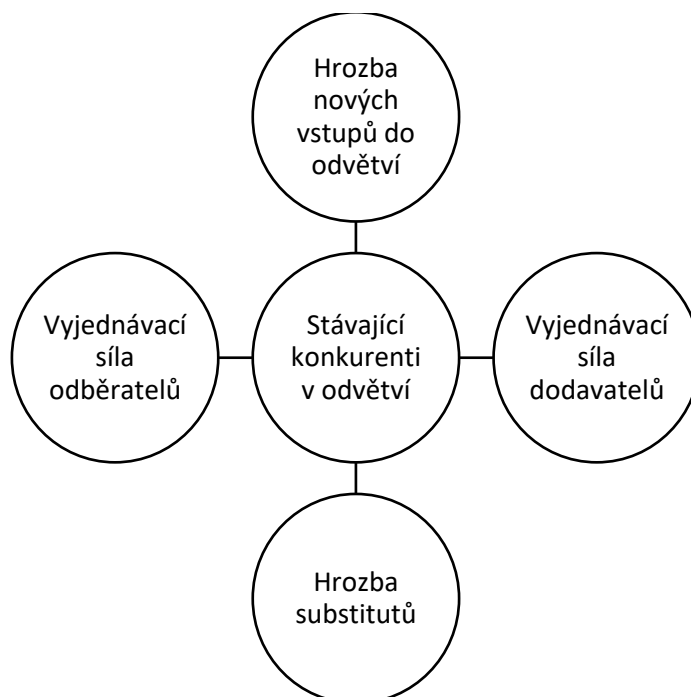 Hrozba
nových
vstupů do
odvětví
Vyjednávací
síla
odběratelů
Stávající
konkurenti
v odvětví
Vyjednávací
síla
dodavatelů
Hrozba
substitutů